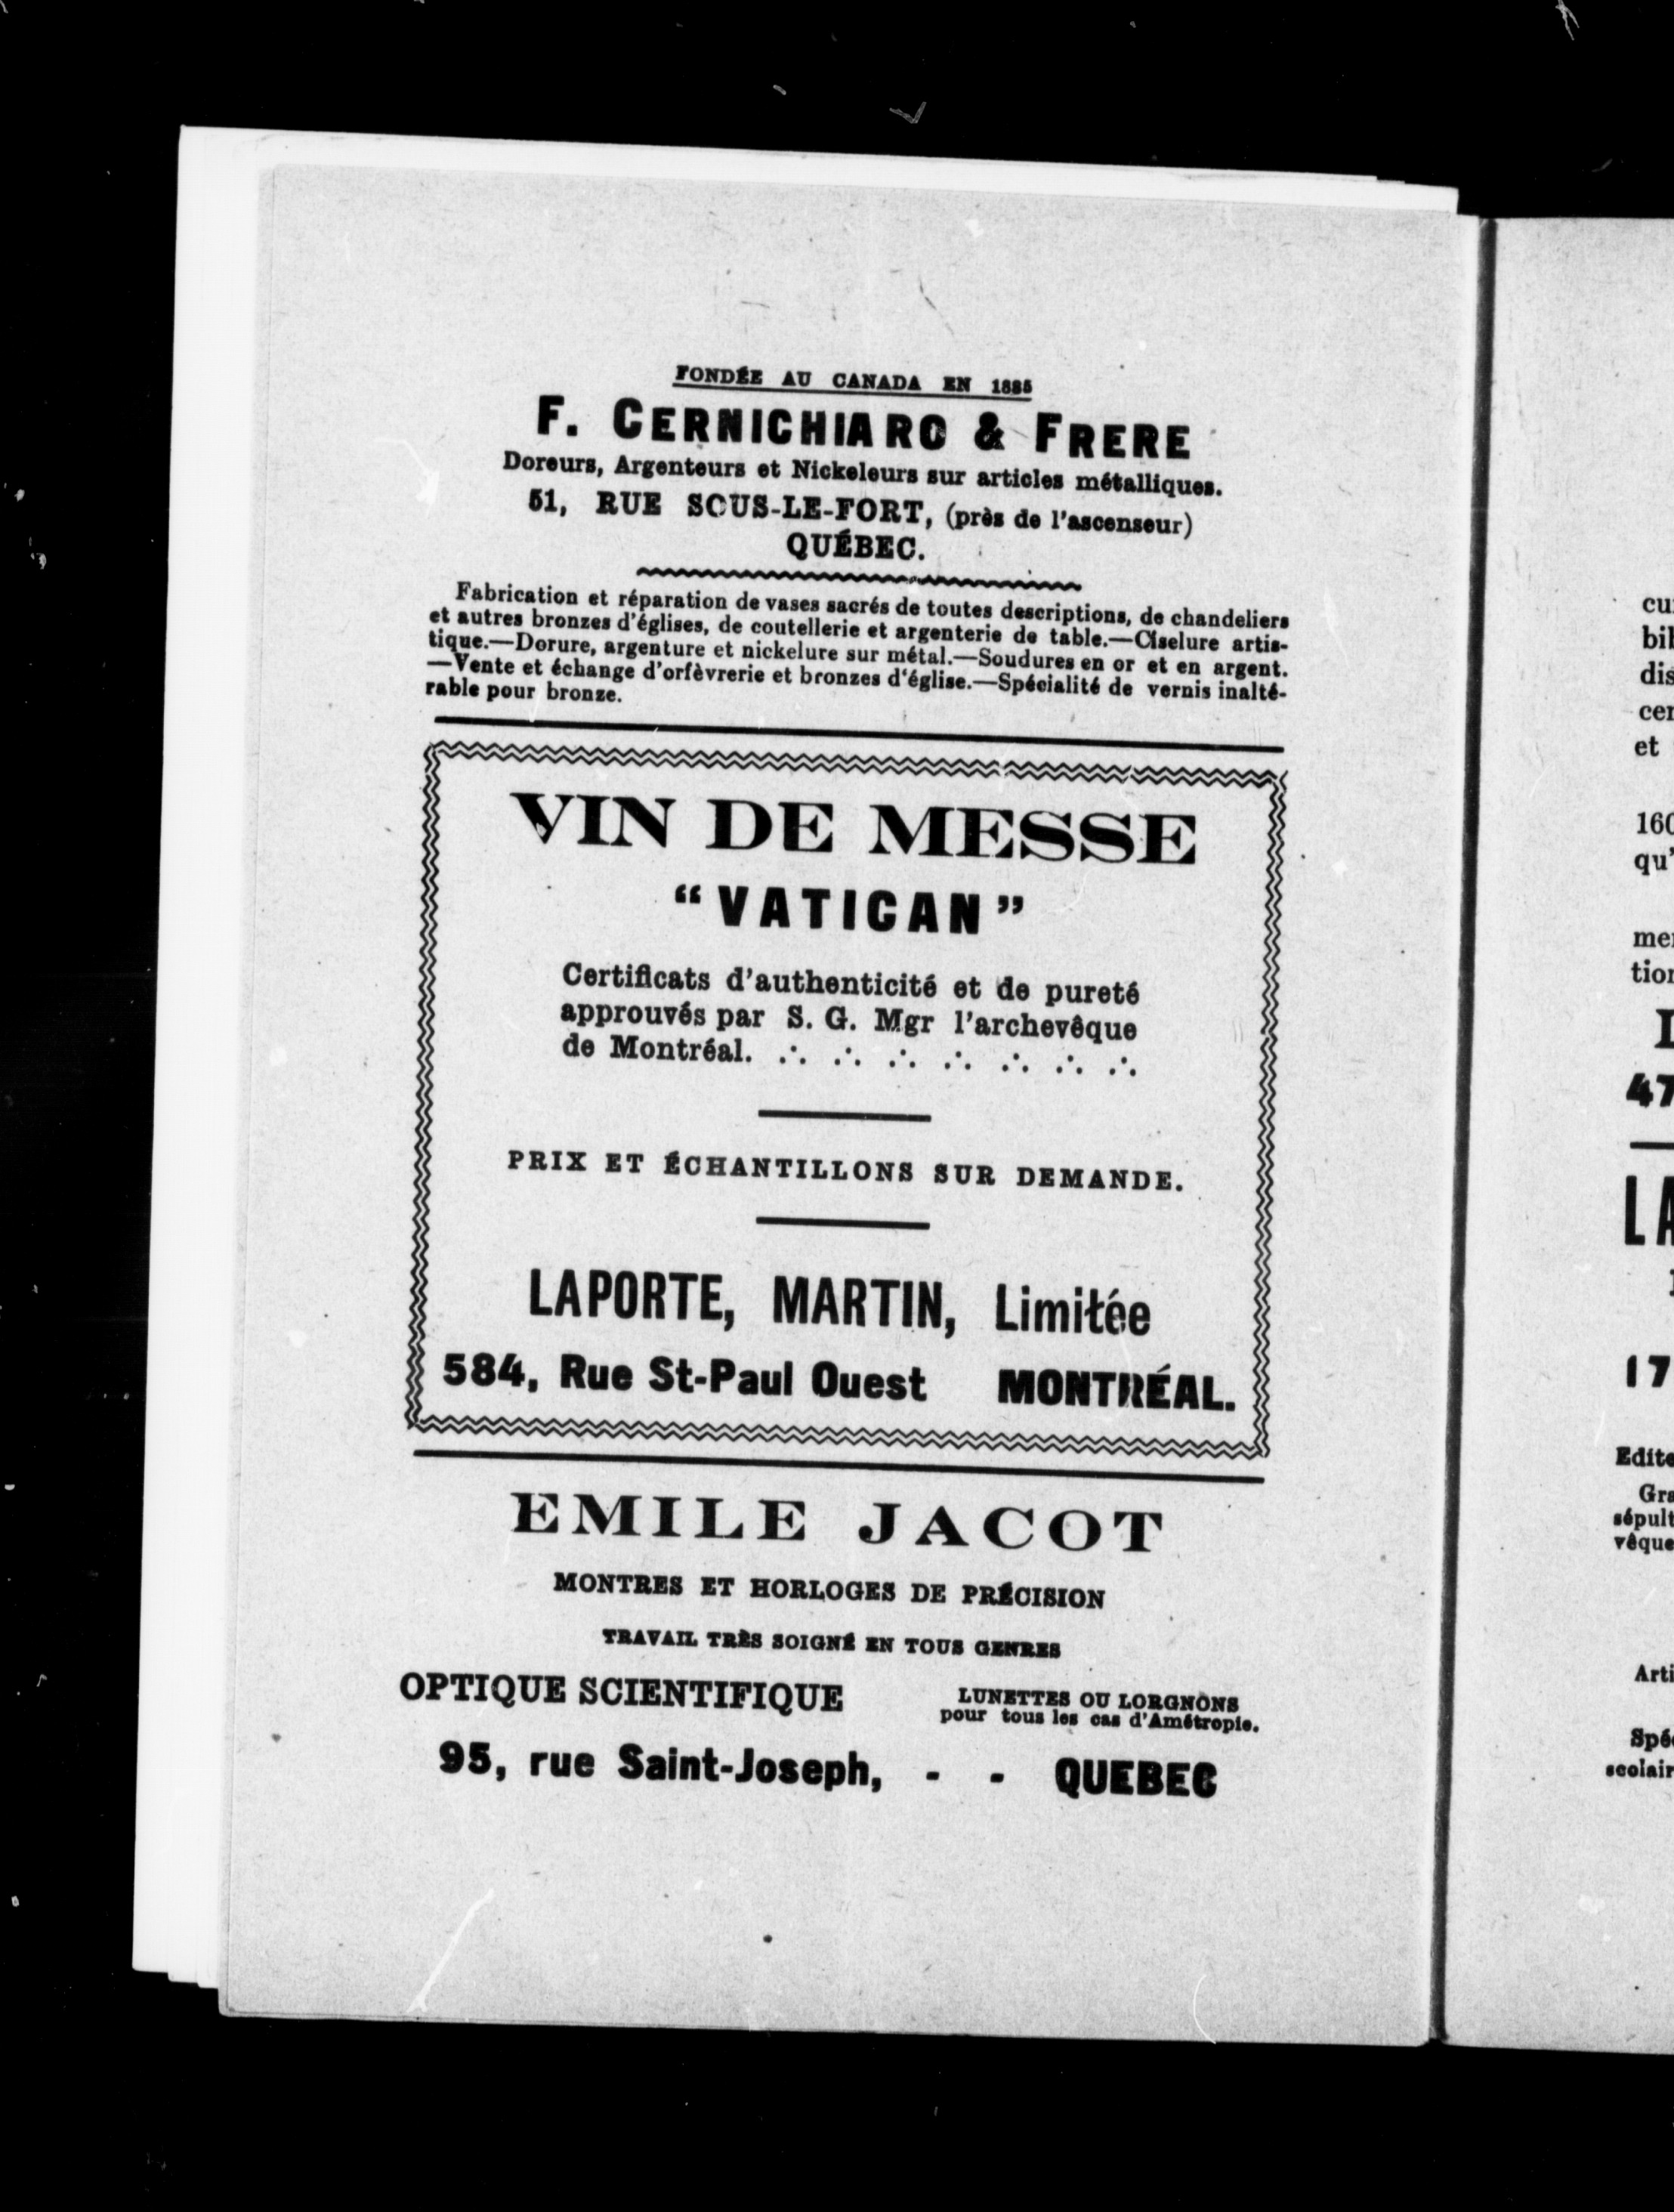 FONDÉE AU CANADA EN 1885
F. CERNICHIARO & FRERE
Doreurs, Argenteurs et Nickeleurs sur articles métalliques.
51, RUE SOUS-LE-FORT, (près de l'ascenseur)
QUÉBEC.
Fabrication et réparation de vases sacrés de toutes descriptions, de chandeliers
et autres bronzes d'églises, de coutellerie et argenterie de table.—Ciselure artis-
tique.—Dorure, argenture et nickelure sur métal.—Soudures en or et en argent.
—Vente et échange d'orfèvrerie et bronzes d'église.—Spécialité de vernis inalté-
rable pour bronze.
VIN DE MESSE
“VATICAN”
Certificats d'authenticité et de pureté
approuvés par S. G. Mgr l'archevêque
de Montréal. ∴ ∴ ∴ ∴ ∴ ∴ ∴
PRIX ET ÉCHANTILLONS SUR DEMANDE.
LAPORTE, MARTIN, Limitée
584, Rue St-Paul Ouest MONTRÉAL.
EMILE JACOT
MONTRES ET HORLOGES DE PRÉCISION
TRAVAIL TRÈS SOIGNÉ EN TOUS GENRES
OPTIQUE SCIENTIFIQUE
LUNETTES OU LORGNONS
pour tous les cas d'Amétropie.
95, rue Saint-Joseph, - - QUEBEC
et